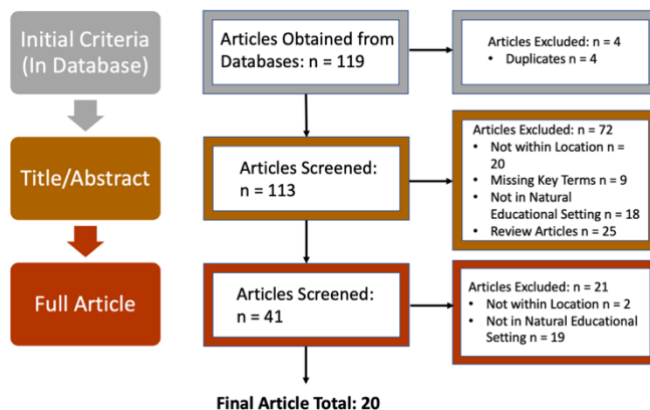 Initial Criteria
(In Database)
Articles Obtained from
Databases: n = 119
Articles Excluded: n = 4
• Duplicates n = 4
Title/Abstract
Articles Screened:
n = 113
Articles Excluded: n = 72
• Not within Location n =
20
• Missing Key Terms n = 9
• Not in Natural
Educational Setting n = 18
• Review Articles n = 25
Full Article
Articles Screened:
n = 41
Articles Excluded: n = 21
• Not within Location n = 2
• Not in Natural Educational
Setting n = 19
Final Article Total: 20